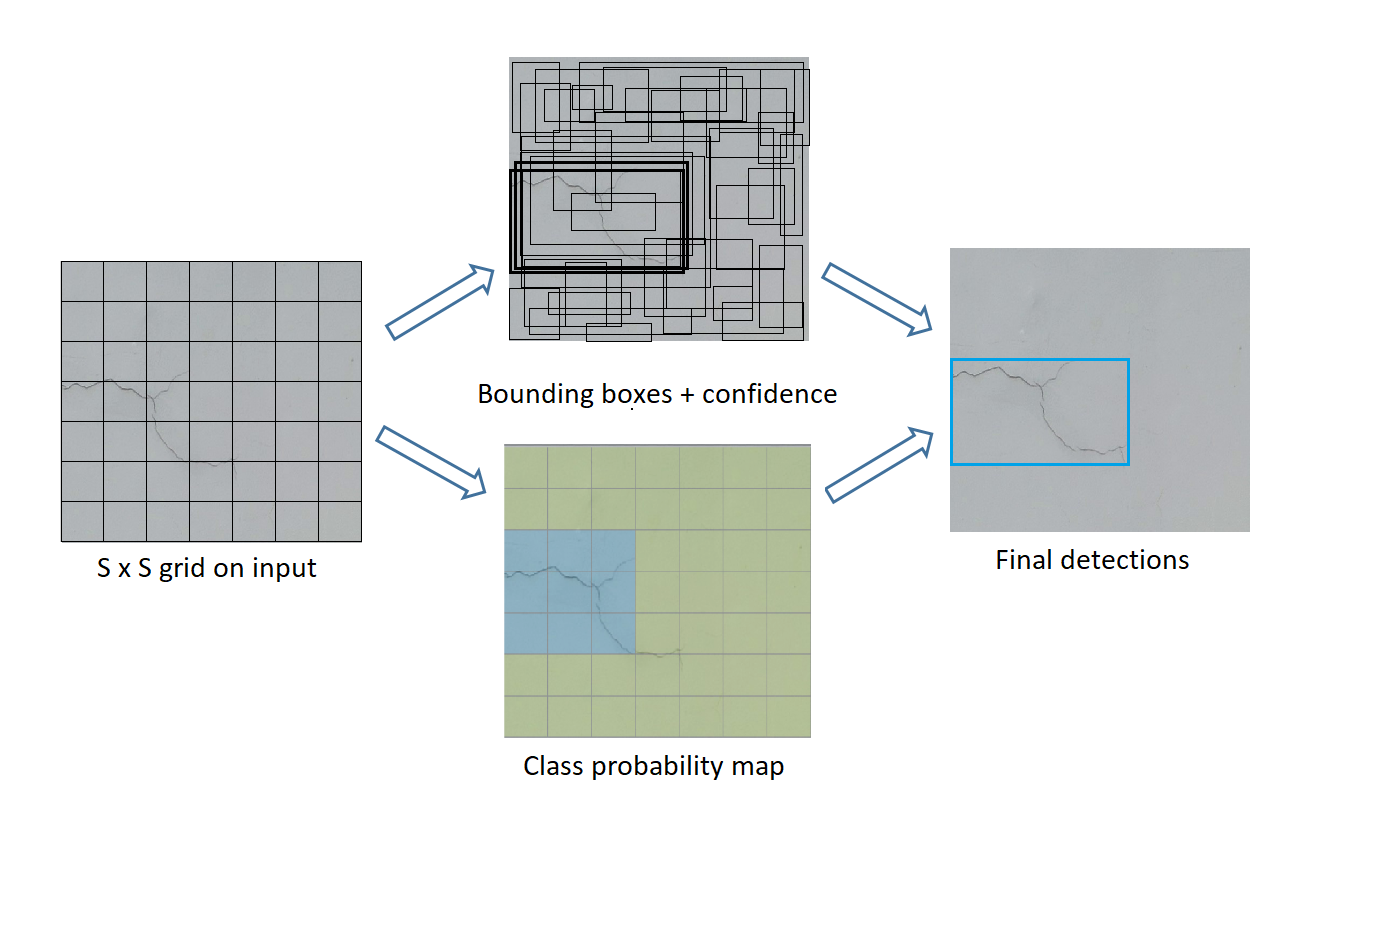 Bounding boxes + confidence
S x S grid on input
Final detections
Class probability map